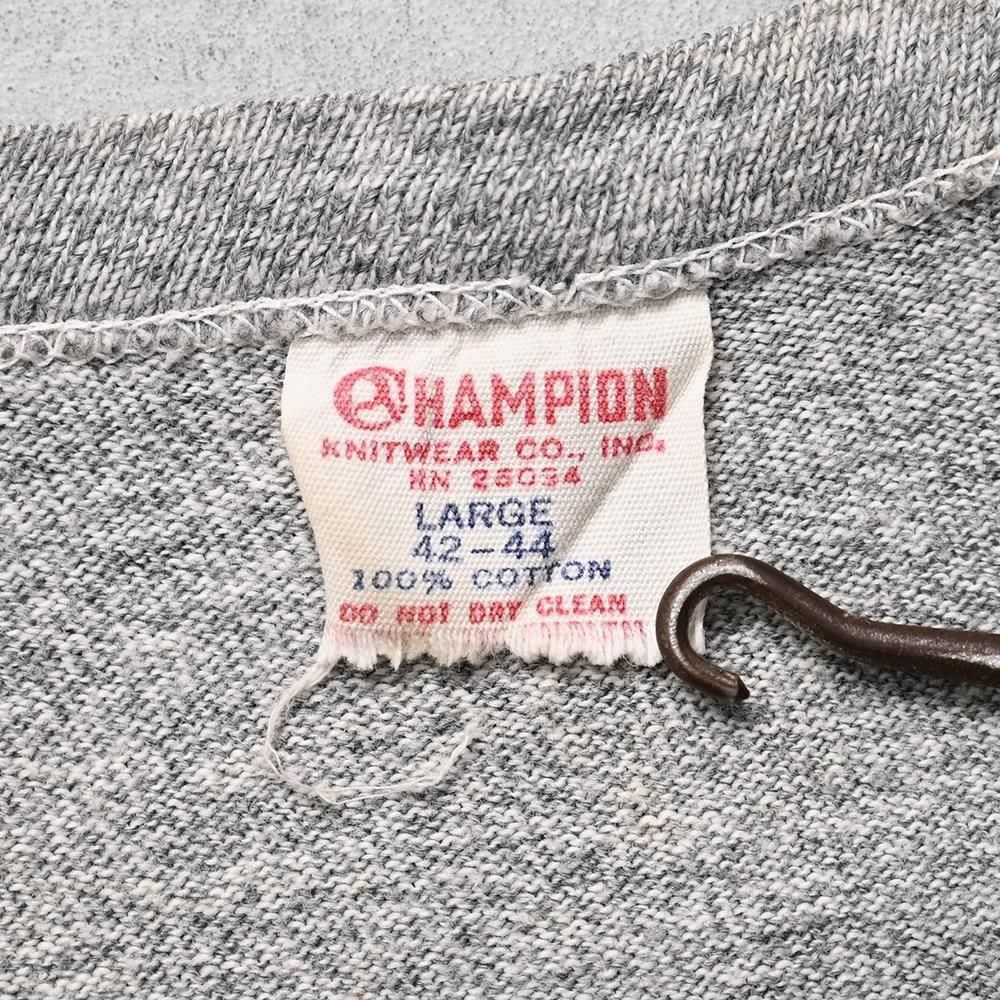 CHAMPION
KNITWEAR CO., INC.
RN 26094
LARGE
42-44
100% COTTON
DO NOT DRY CLEAN